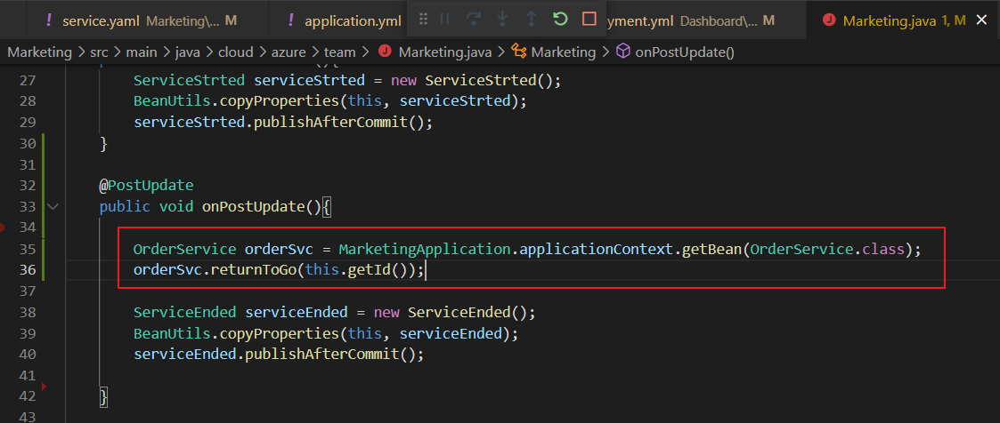 ! service.yaml Marketing\... M ! application.yml yment.yml Dashboard\... M J Marketing.java 1, M
Marketing > src > main > java > cloud > azure > team > J Marketing.java > Marketing > onPostUpdate()
27 ServiceStrted serviceStrted = new ServiceStrted();
28 BeanUtils.copyProperties(this, serviceStrted);
29 serviceStrted.publishAfterCommit();
30 }
31
32 @PostUpdate
33 public void onPostUpdate(){
34
35 OrderService orderSvc = MarketingApplication.applicationContext.getBean(OrderService.class);
36 orderSvc.returnToGo(this.getId());
37
38 ServiceEnded serviceEnded = new ServiceEnded();
39 BeanUtils.copyProperties(this, serviceEnded);
40 serviceEnded.publishAfterCommit();
41
42 }
43